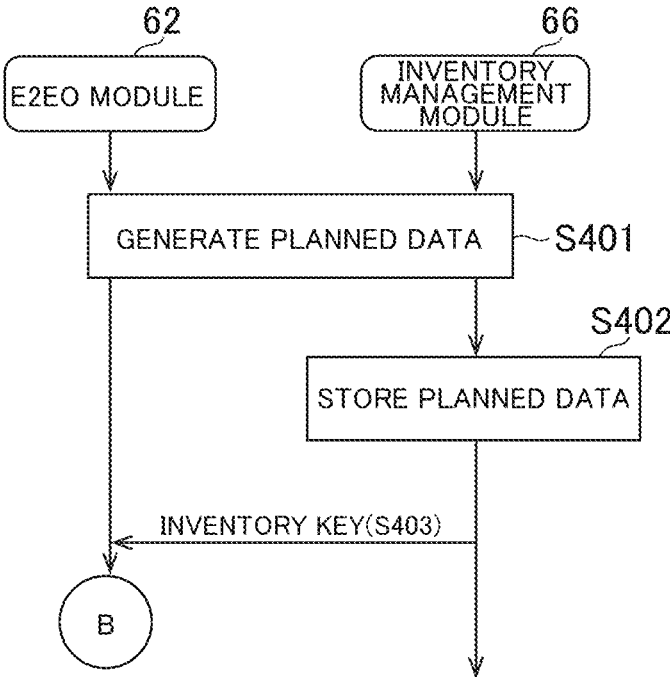 62
66
E2EO MODULE
INVENTORY
MANAGEMENT
MODULE
GENERATE PLANNED DATA
S401
S402
STORE PLANNED DATA
INVENTORY KEY(S403)
B